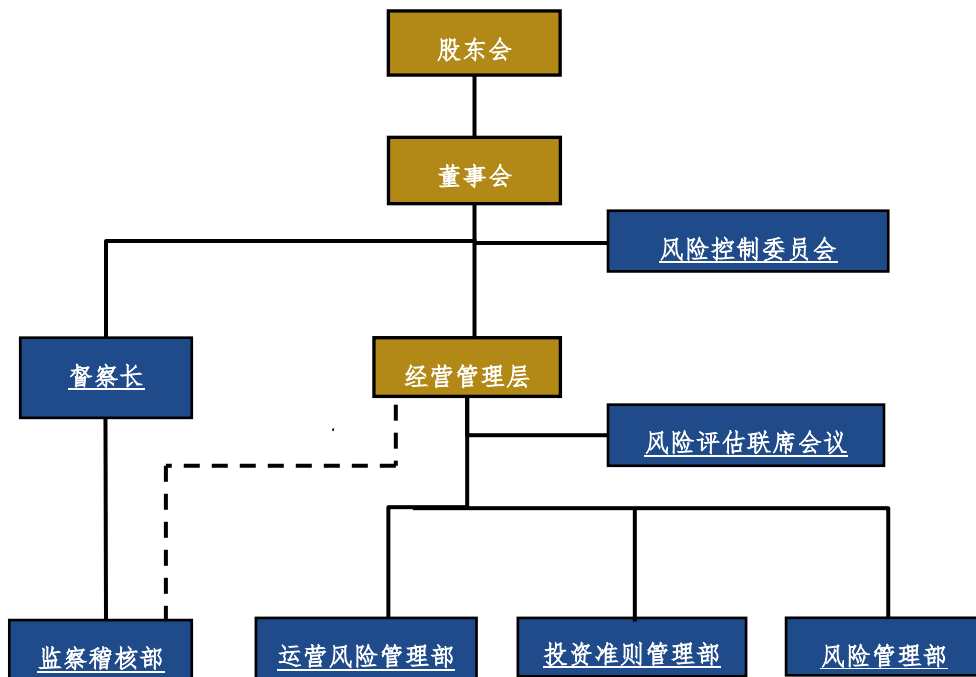 股东会
董事会
风险控制委员会
督察长
经营管理层
风险评估联席会议
监察稽核部
运营风险管理部
投资准则管理部
风险管理部